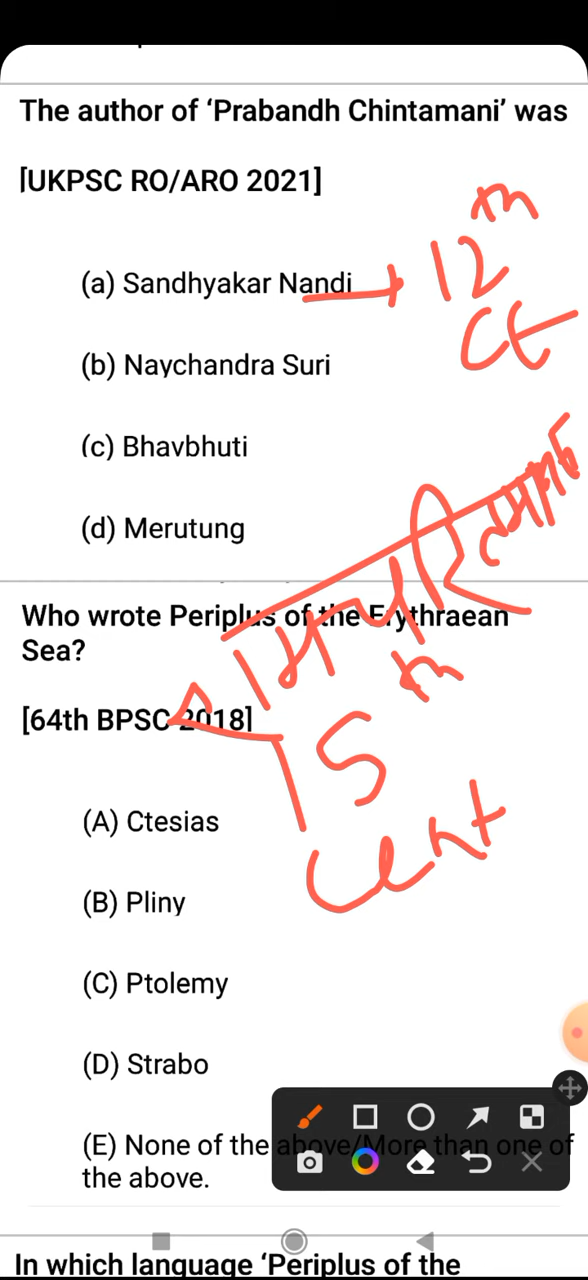 The author of ‘Prabandh Chintamani’ was
[UKPSC RO/ARO 2021]
(a) Sandhyakar Nandi
12th
(b) Naychandra Suri
(c) Bhavbhuti
(d) Merutung
Who wrote Periplus of the Erythraean
Sea?
[64th BPSC 2018]
15th
Cent
(A) Ctesias
(B) Pliny
(C) Ptolemy
(D) Strabo
(E) None of the above/More than one of
the above.
In which language ‘Periplus of the